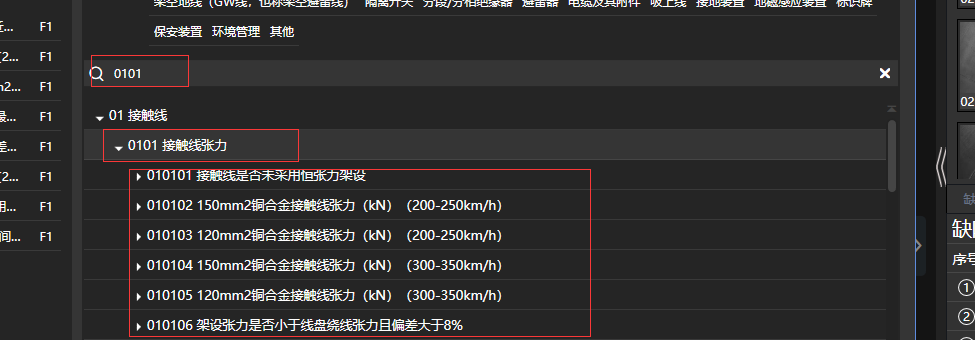 架空地线（GW线，也称架空避雷线） 隔离开关 分段/分相绝缘器 避雷器 电缆及其附件 吸上线 接地装置 地磁感应装置 标识牌
保安装置 环境管理 其他
0101
01 接触线
0101 接触线张力
010101 接触线是否未采用恒张力架设
010102 150mm2铜合金接触线张力（kN）（200-250km/h）
010103 120mm2铜合金接触线张力（kN）（200-250km/h）
010104 150mm2铜合金接触线张力（kN）（300-350km/h）
010105 120mm2铜合金接触线张力（kN）（300-350km/h）
010106 架设张力是否小于线盘绕线张力且偏差大于8%
... F1
(2... F1
m2... F1
最... F1
差... F1
(2... F1
用... F1
间... F1
02
缺
缺
序号
①
②